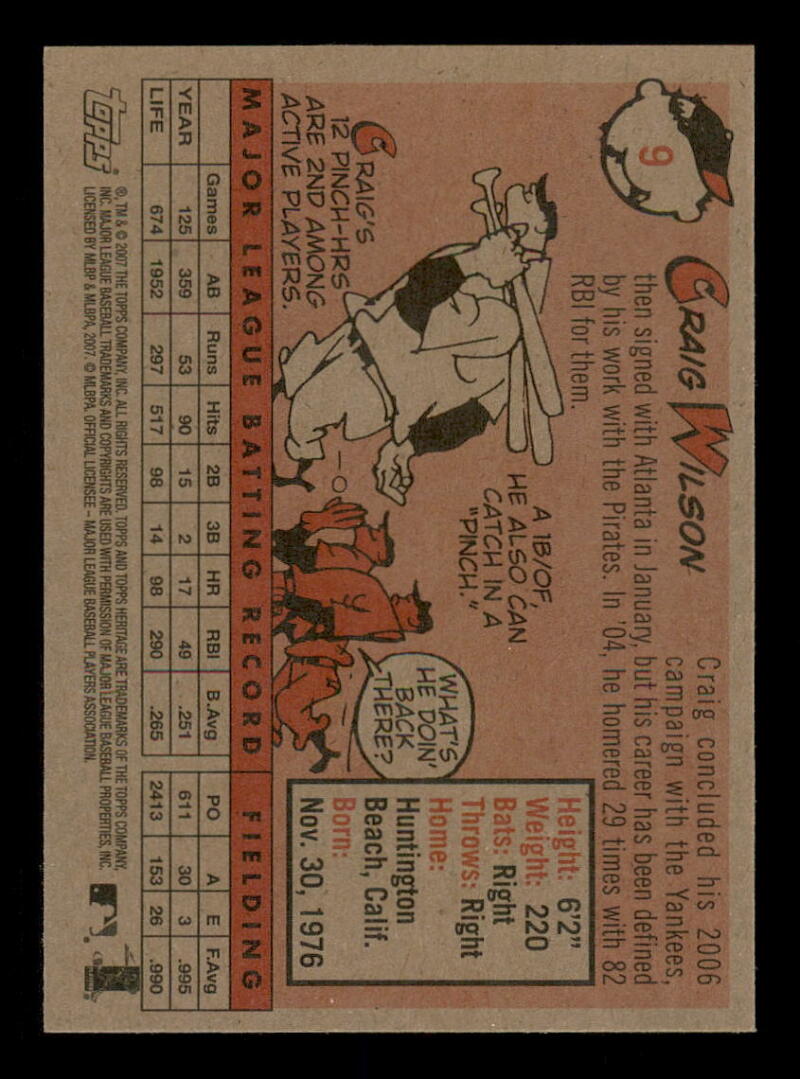 9
CRAIG WILSON
Craig concluded his 2006
campaign with the Yankees,
then signed with Atlanta in January, but his career has been defined
by his work with the Pirates. In '04, he homered 29 times with 82
RBI for them.
A 1B/OF,
HE ALSO CAN
CATCH IN A
"PINCH."
CRAIG'S
12 PINCH-HRS
ARE 2ND AMONG
ACTIVE PLAYERS.
WHAT'S
HE DOIN'
BACK
THERE?
Height: 6'2"
Weight: 220
Bats: Right
Throws: Right
Home:
Huntington
Beach, Calif.
Born:
Nov. 30, 1976
MAJOR LEAGUE BATTING RECORD FIELDING
Games AB Runs Hits 2B 3B HR RBI B.Avg PO A E F.Avg
YEAR 125 359 53 90 15 2 17 49 .251 611 30 3 .995
LIFE 674 1952 297 517 98 14 98 290 .265 2413 153 26 .990
TOPPS
®, TM & © 2007 THE TOPPS COMPANY, INC. ALL RIGHTS RESERVED. TOPPS AND TOPPS HERITAGE ARE TRADEMARKS OF THE TOPPS COMPANY,
INC. MAJOR LEAGUE BASEBALL TRADEMARKS AND COPYRIGHTS ARE USED WITH PERMISSION OF MAJOR LEAGUE BASEBALL PROPERTIES, INC.
LICENSED BY MLBP & MLBPA, 2007. © MLBPA. OFFICIAL LICENSEE – MAJOR LEAGUE BASEBALL PLAYERS ASSOCIATION.